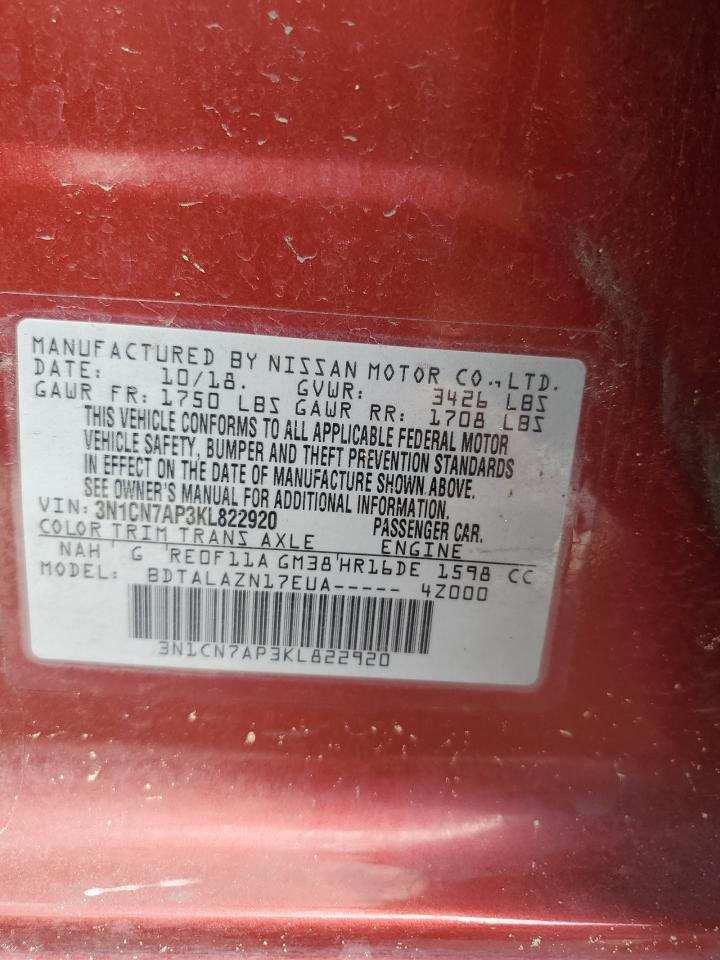 MANUFACTURED BY NISSAN MOTOR CO., LTD.
DATE: 10/18. GVWR: 3426 LBS
GAWR FR: 1750 LBS GAWR RR: 1708 LBS
THIS VEHICLE CONFORMS TO ALL APPLICABLE FEDERAL MOTOR
VEHICLE SAFETY, BUMPER AND THEFT PREVENTION STANDARDS
IN EFFECT ON THE DATE OF MANUFACTURE SHOWN ABOVE.
SEE OWNER'S MANUAL FOR ADDITIONAL INFORMATION.
VIN: 3N1CN7AP3KL822920 PASSENGER CAR.
COLOR TRIM TRANS AXLE ENGINE
NAH ' G 'RE0F11A GM38'HR16DE 1598 CC
MODEL: BDTALAZN17EUA----- 4Z000
3N1CN7AP3KL822920